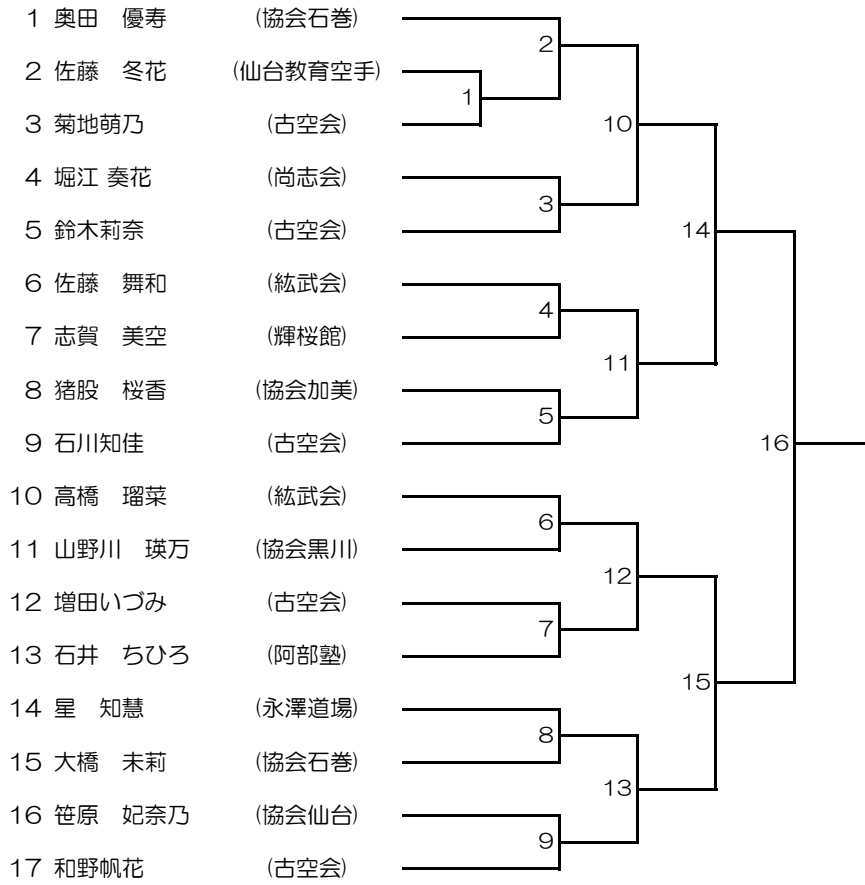 1 奥田 優寿 (協会石巻)
2 佐藤 冬花 (仙台教育空手)
3 菊地萌乃 (古空会)
4 堀江 奏花 (尚志会)
5 鈴木莉奈 (古空会)
6 佐藤 舞和 (紘武会)
7 志賀 美空 (輝桜館)
8 猪股 桜香 (協会加美)
9 石川知佳 (古空会)
10 高橋 瑠菜 (紘武会)
11 山野川 瑛万 (協会黒川)
12 増田いづみ (古空会)
13 石井 ちひろ (阿部塾)
14 星 知慧 (永澤道場)
15 大橋 未莉 (協会石巻)
16 笹原 妃奈乃 (協会仙台)
17 和野帆花 (古空会)
1
2
3
4
5
6
7
8
9
10
11
12
13
14
15
16